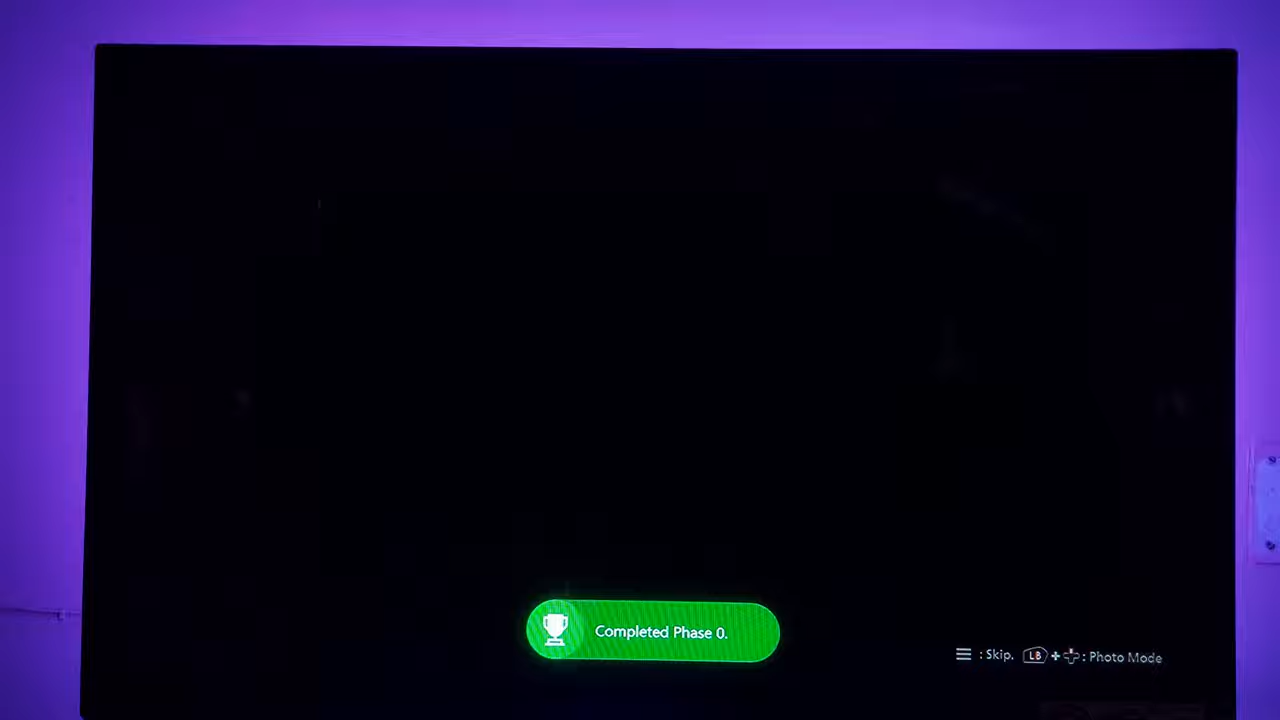 Completed Phase 0.
☰ : Skip. LB + : Photo Mode